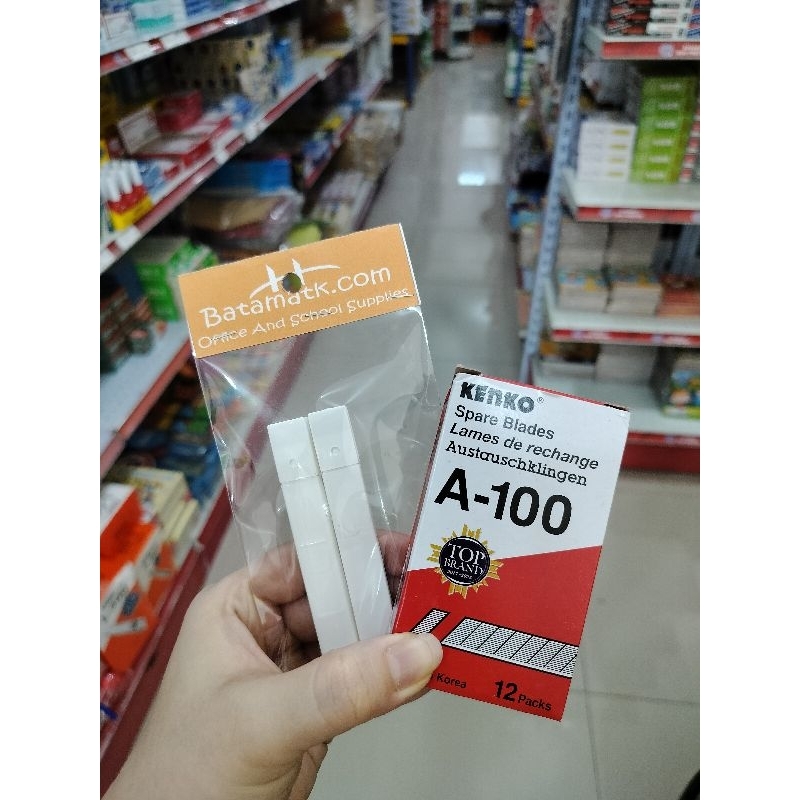 Batamatk.com
Office And School Supplies
KENKO®
Spare Blades
Lames de rechange
Austauschklingen
A-100
TOP
BRAND
Korea
12 Packs